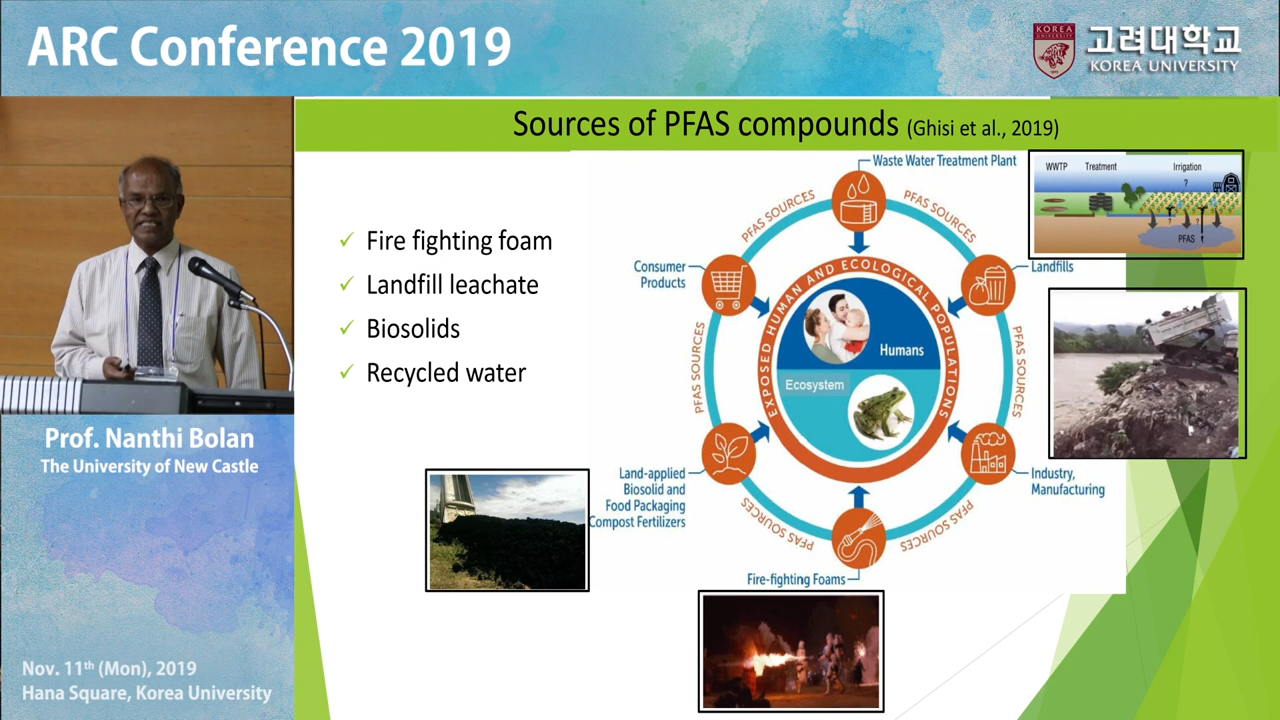 ARC Conference 2019
KOREA
UNIVERSITY
1905
고려대학교
KOREA UNIVERSITY
Sources of PFAS compounds (Ghisi et al., 2019)
Fire fighting foam
Landfill leachate
Biosolids
Recycled water
Waste Water Treatment Plant
Consumer
Products
Landfills
Land-applied
Biosolid and
Food Packaging
Compost Fertilizers
Industry,
Manufacturing
Fire-fighting Foams
PFAS SOURCES
PFAS SOURCES
PFAS SOURCES
PFAS SOURCES
PFAS SOURCES
PFAS SOURCES
EXPOSED HUMAN AND ECOLOGICAL POPULATIONS
Humans
Ecosystem
WWTP Treatment Irrigation
?
? ?
PFAS
Prof. Nanthi Bolan
The University of New Castle
Nov. 11th (Mon), 2019
Hana Square, Korea University